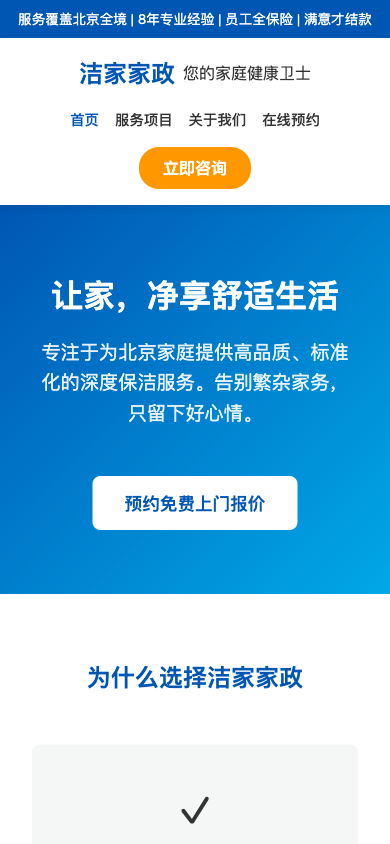 服务覆盖北京全境 | 8年专业经验 | 员工全保险 | 满意才结款
洁家家政 您的家庭健康卫士
首页 服务项目 关于我们 在线预约
立即咨询
让家，净享舒适生活
专注于为北京家庭提供高品质、标准
化的深度保洁服务。告别繁杂家务，
只留下好心情。
预约免费上门报价
为什么选择洁家家政